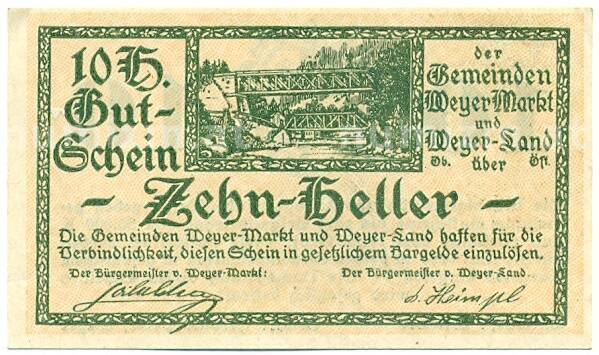 10 H.
Gut-
Schein
der
Gemeinden
Weyer Markt
und
Weyer-Land
Ob. über Öst.
- Zehn-Heller -
Die Gemeinden Weyer-Markt und Weyer-Land haften für die
Verbindlichkeit, diesen Schein in gesetzlichem Bargelde einzulösen.
Der Bürgermeister v. Weyer-Markt:
Der Bürgermeister v. Weyer-Land.